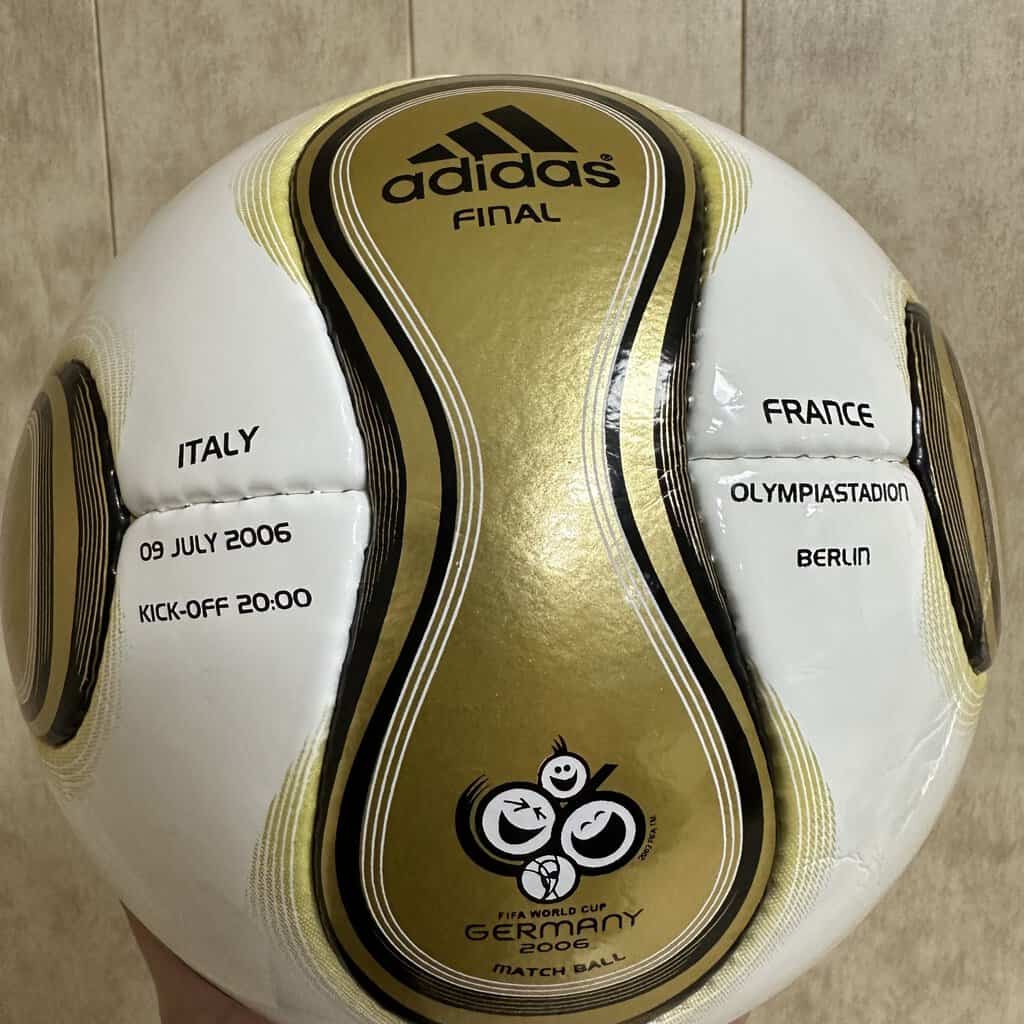 adidas®
FINAL
ITALY
09 JULY 2006
KICK-OFF 20:00
FRANCE
OLYMPIASTADION
BERLIN
FIFA WORLD CUP
GERMANY
2006
MATCH BALL